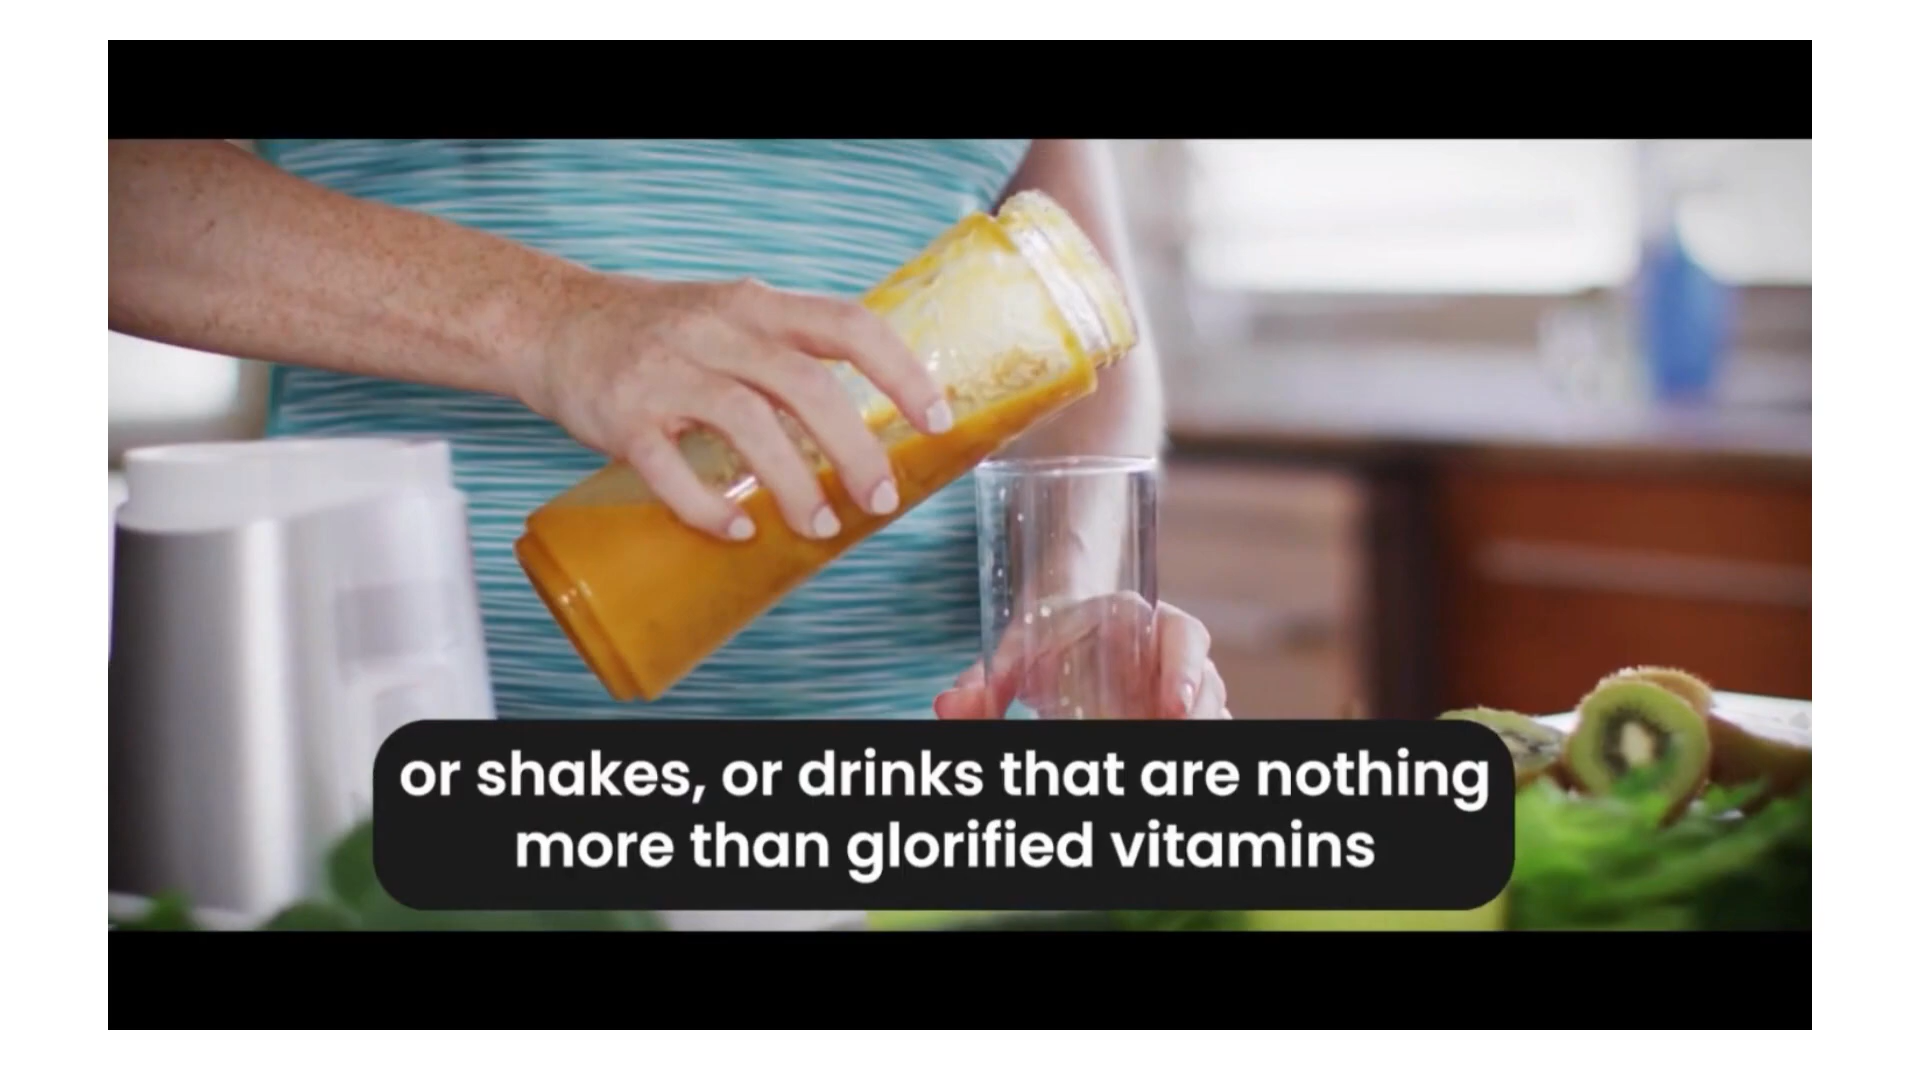 or shakes, or drinks that are nothing
more than glorified vitamins